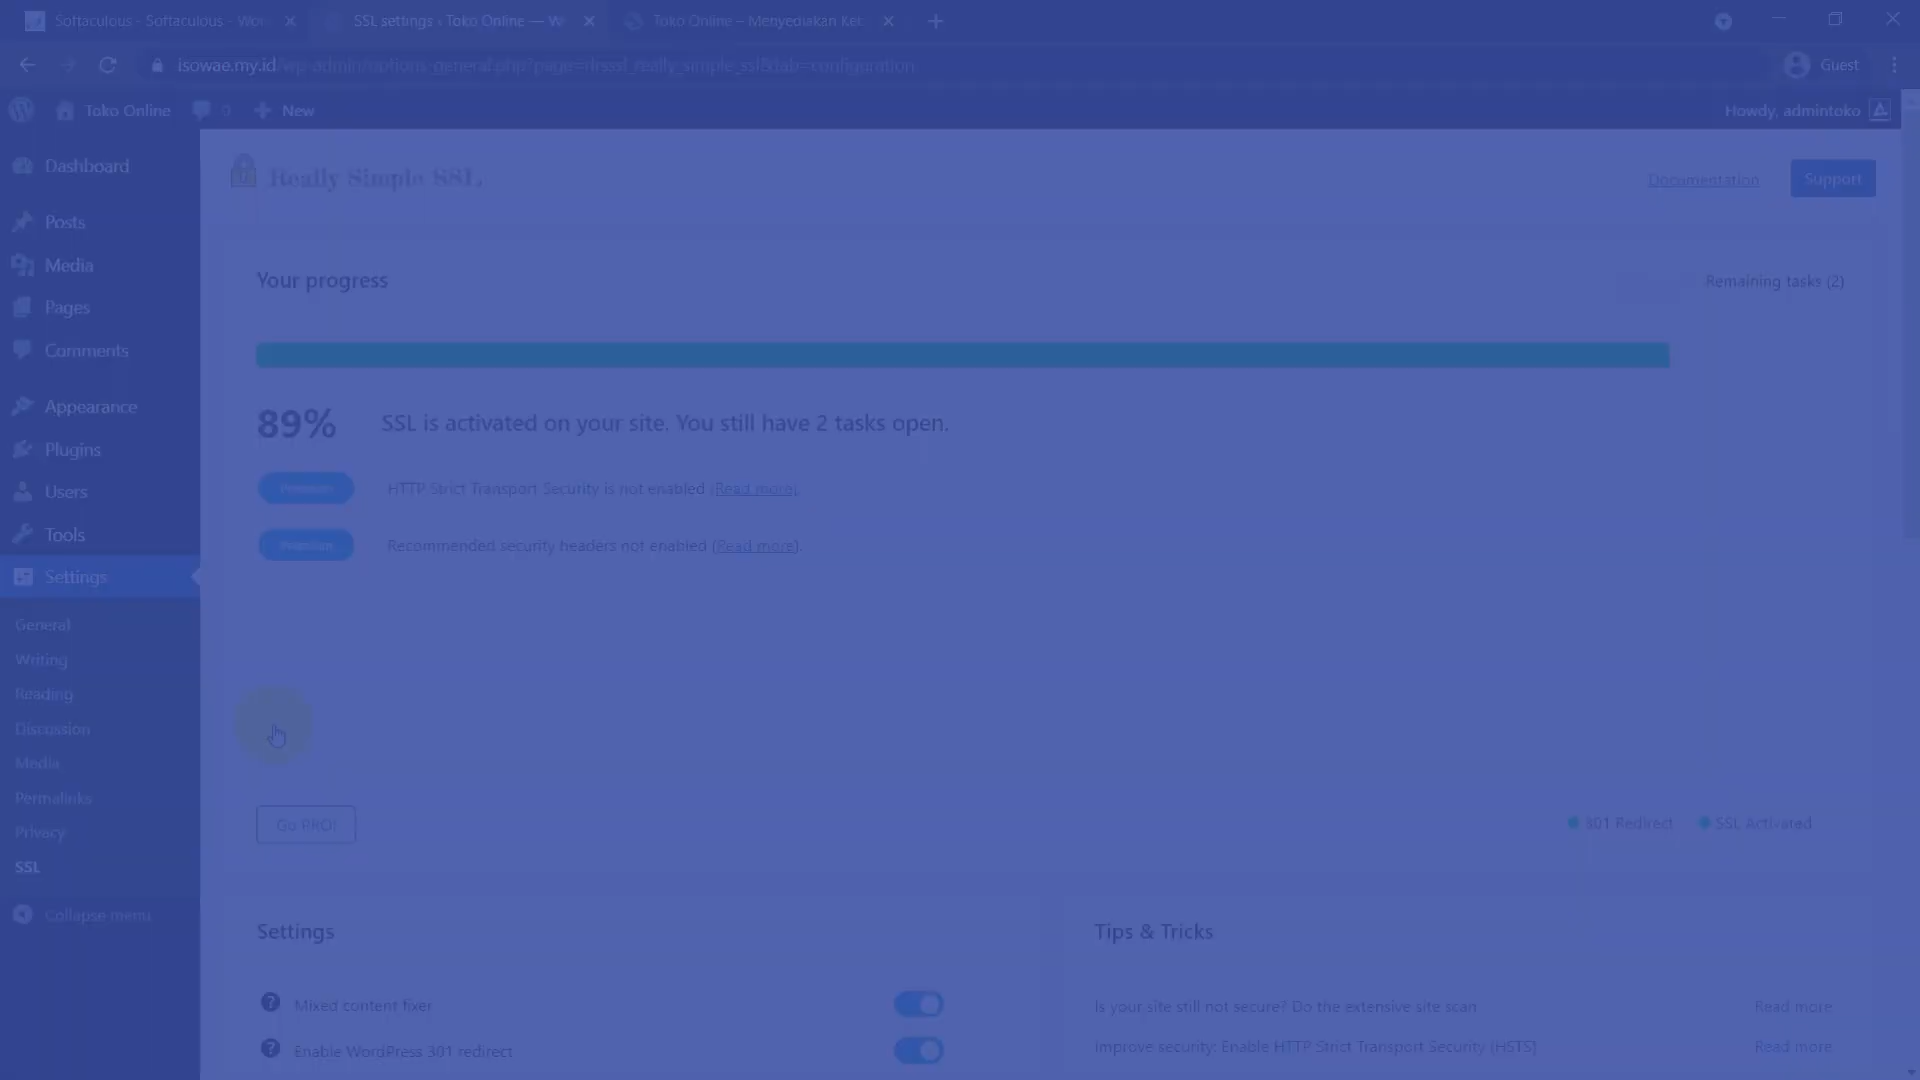 Softaculous - Softaculous - Wor
SSL settings ‹ Toko Online — W
Toko Online – Menyediakan Keb
isowae.my.id/wp-admin/options-general.php?page=rlrsssl_really_simple_ssl&tab=configuration
Guest
Toko Online
0
New
Howdy, admintoko
Dashboard
Posts
Media
Pages
Comments
Appearance
Plugins
Users
Tools
Settings
General
Writing
Reading
Discussion
Media
Permalinks
Privacy
SSL
Collapse menu
Really Simple SSL
Documentation
Support
Your progress
Remaining tasks (2)
89%
SSL is activated on your site. You still have 2 tasks open.
Premium
HTTP Strict Transport Security is not enabled (Read more).
Premium
Recommended security headers not enabled (Read more).
Go PRO!
301 Redirect
SSL Activated
Settings
Mixed content fixer
Enable WordPress 301 redirect
Tips & Tricks
Is your site still not secure? Do the extensive site scan
Read more
Improve security: Enable HTTP Strict Transport Security (HSTS)
Read more